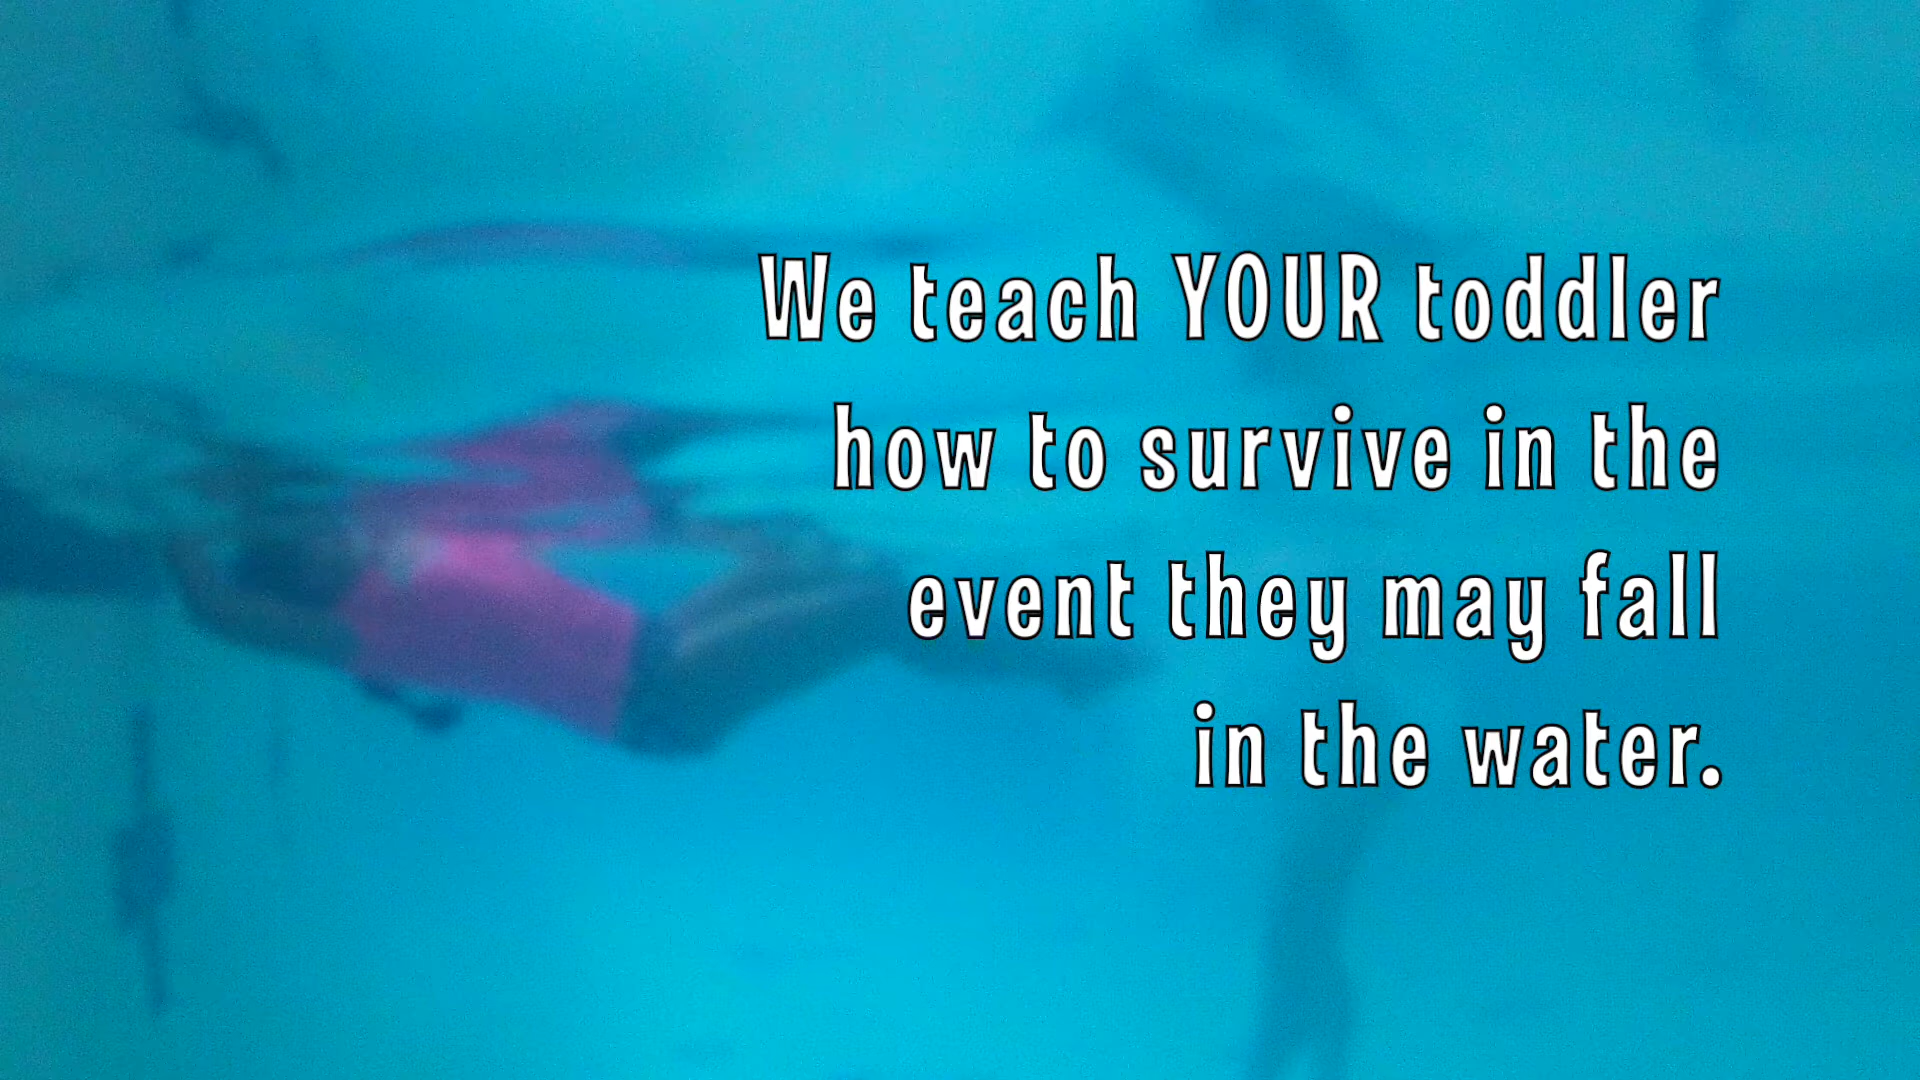 We teach YOUR toddler
how to survive in the
event they may fall
in the water.